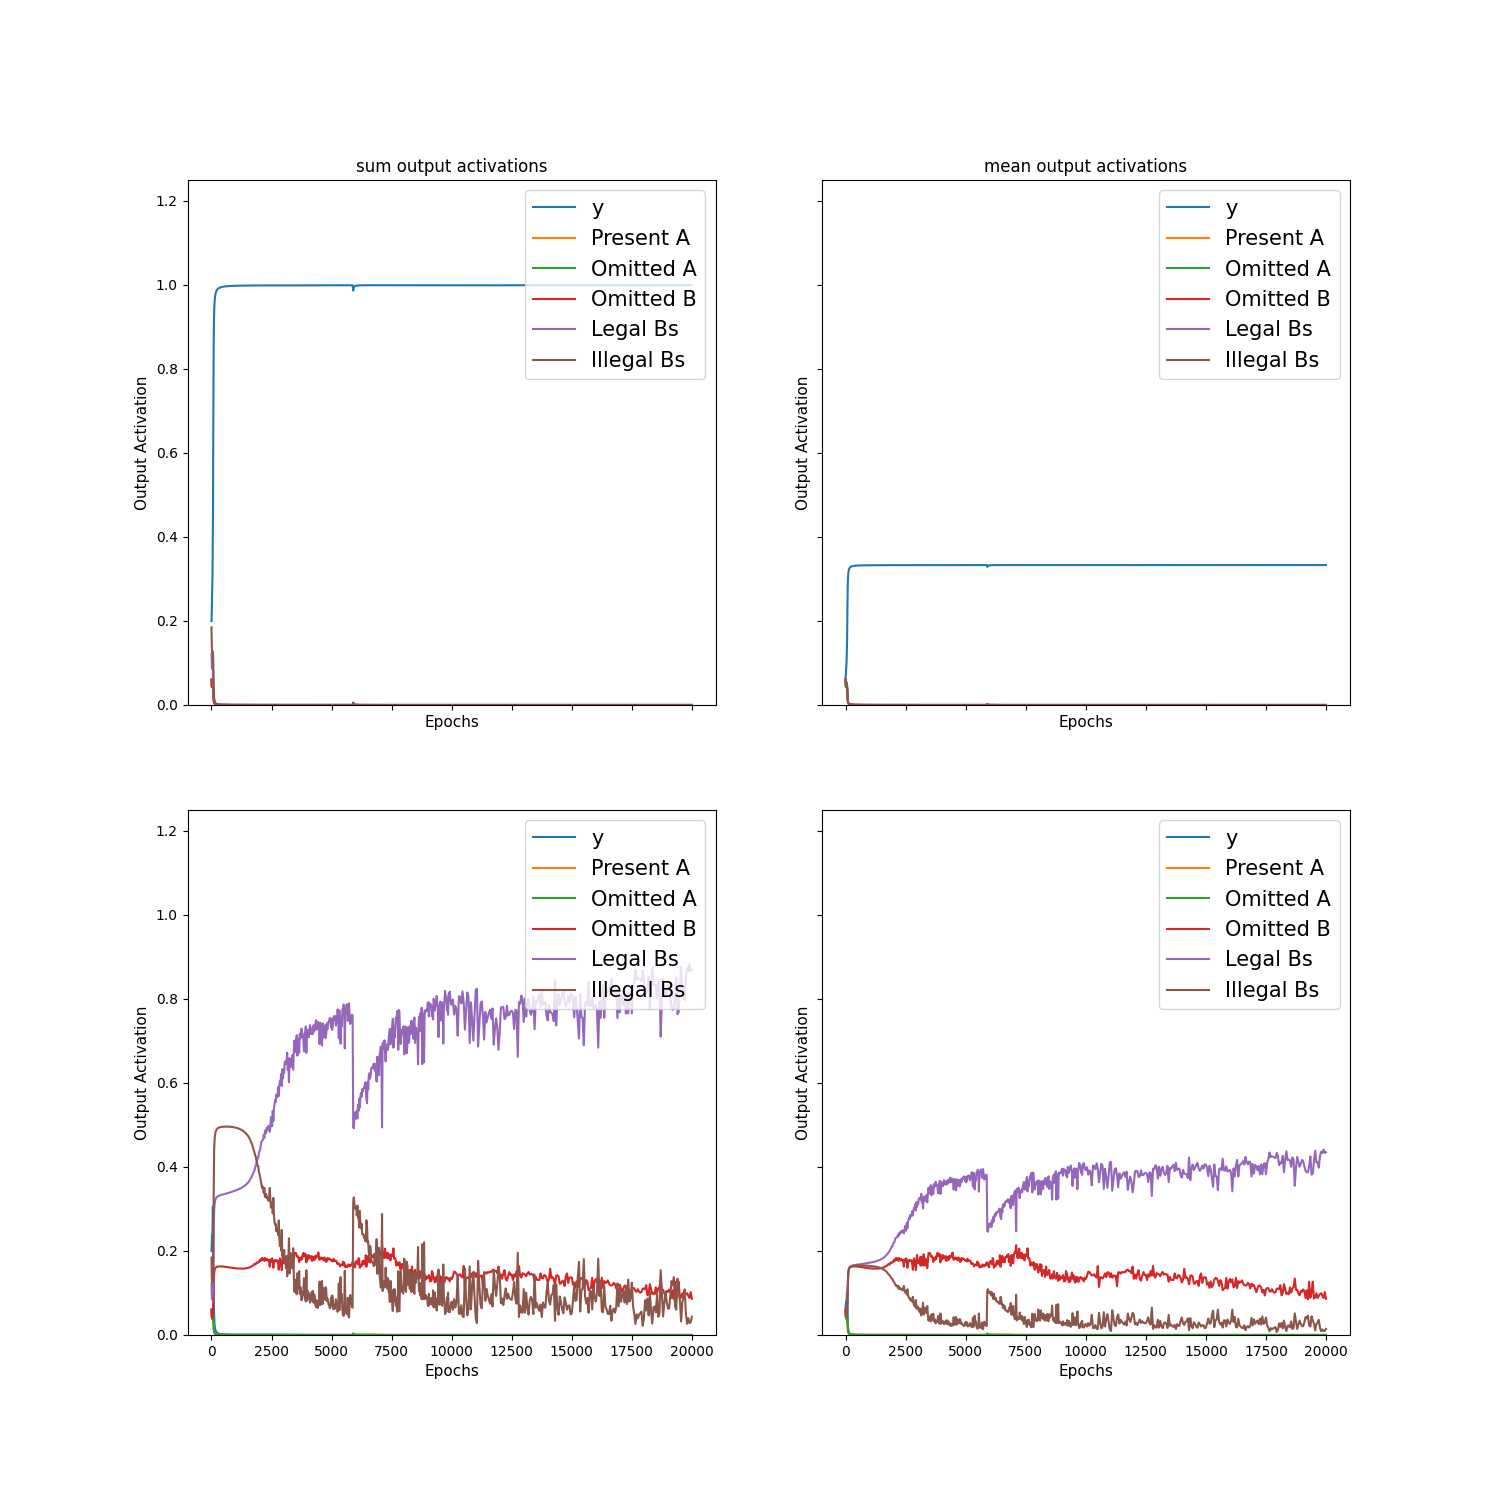 sum output activations
mean output activations
1.2
1.0
0.8
0.6
0.4
0.2
0.0
Output Activation
Epochs
y
Present A
Omitted A
Omitted B
Legal Bs
Illegal Bs
Output Activation
Epochs
y
Present A
Omitted A
Omitted B
Legal Bs
Illegal Bs
1.2
1.0
0.8
0.6
0.4
0.2
0.0
Output Activation
0 2500 5000 7500 10000 12500 15000 17500 20000
Epochs
y
Present A
Omitted A
Omitted B
Legal Bs
Illegal Bs
Output Activation
0 2500 5000 7500 10000 12500 15000 17500 20000
Epochs
y
Present A
Omitted A
Omitted B
Legal Bs
Illegal Bs